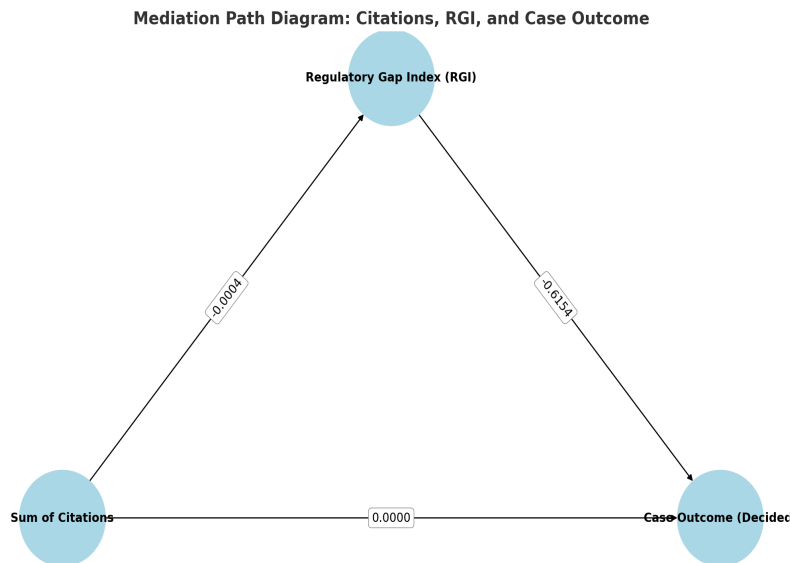 Mediation Path Diagram: Citations, RGI, and Case Outcome
Regulatory Gap Index (RGI)
-0.0004
-0.6154
Sum of Citations
0.0000
Case Outcome (Decided